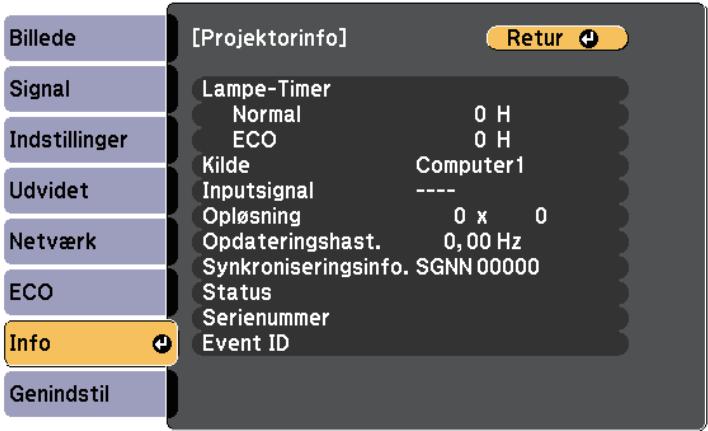 Billede
Signal
Indstillinger
Udvidet
Netværk
ECO
Info
Genindstil
[Projektorinfo] Retur
Lampe-Timer
Normal 0 H
ECO 0 H
Kilde Computer1
Inputsignal ----
Opløsning 0 x 0
Opdateringshast. 0,00 Hz
Synkroniseringsinfo. SGNN 00000
Status
Serienummer
Event ID